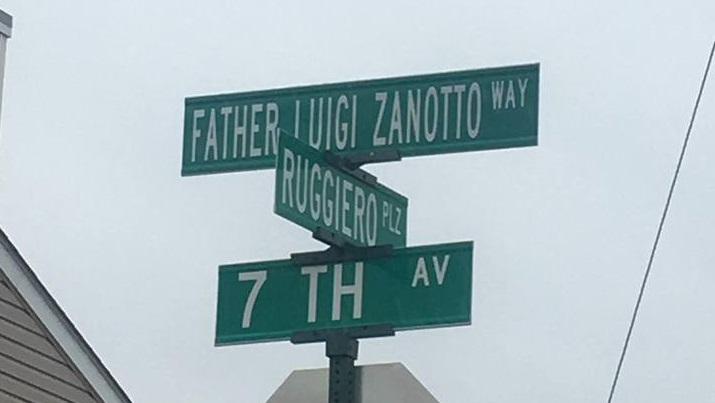 FATHER LUIGI ZANOTTO WAY
RUGGIERO PLZ
7 TH AV